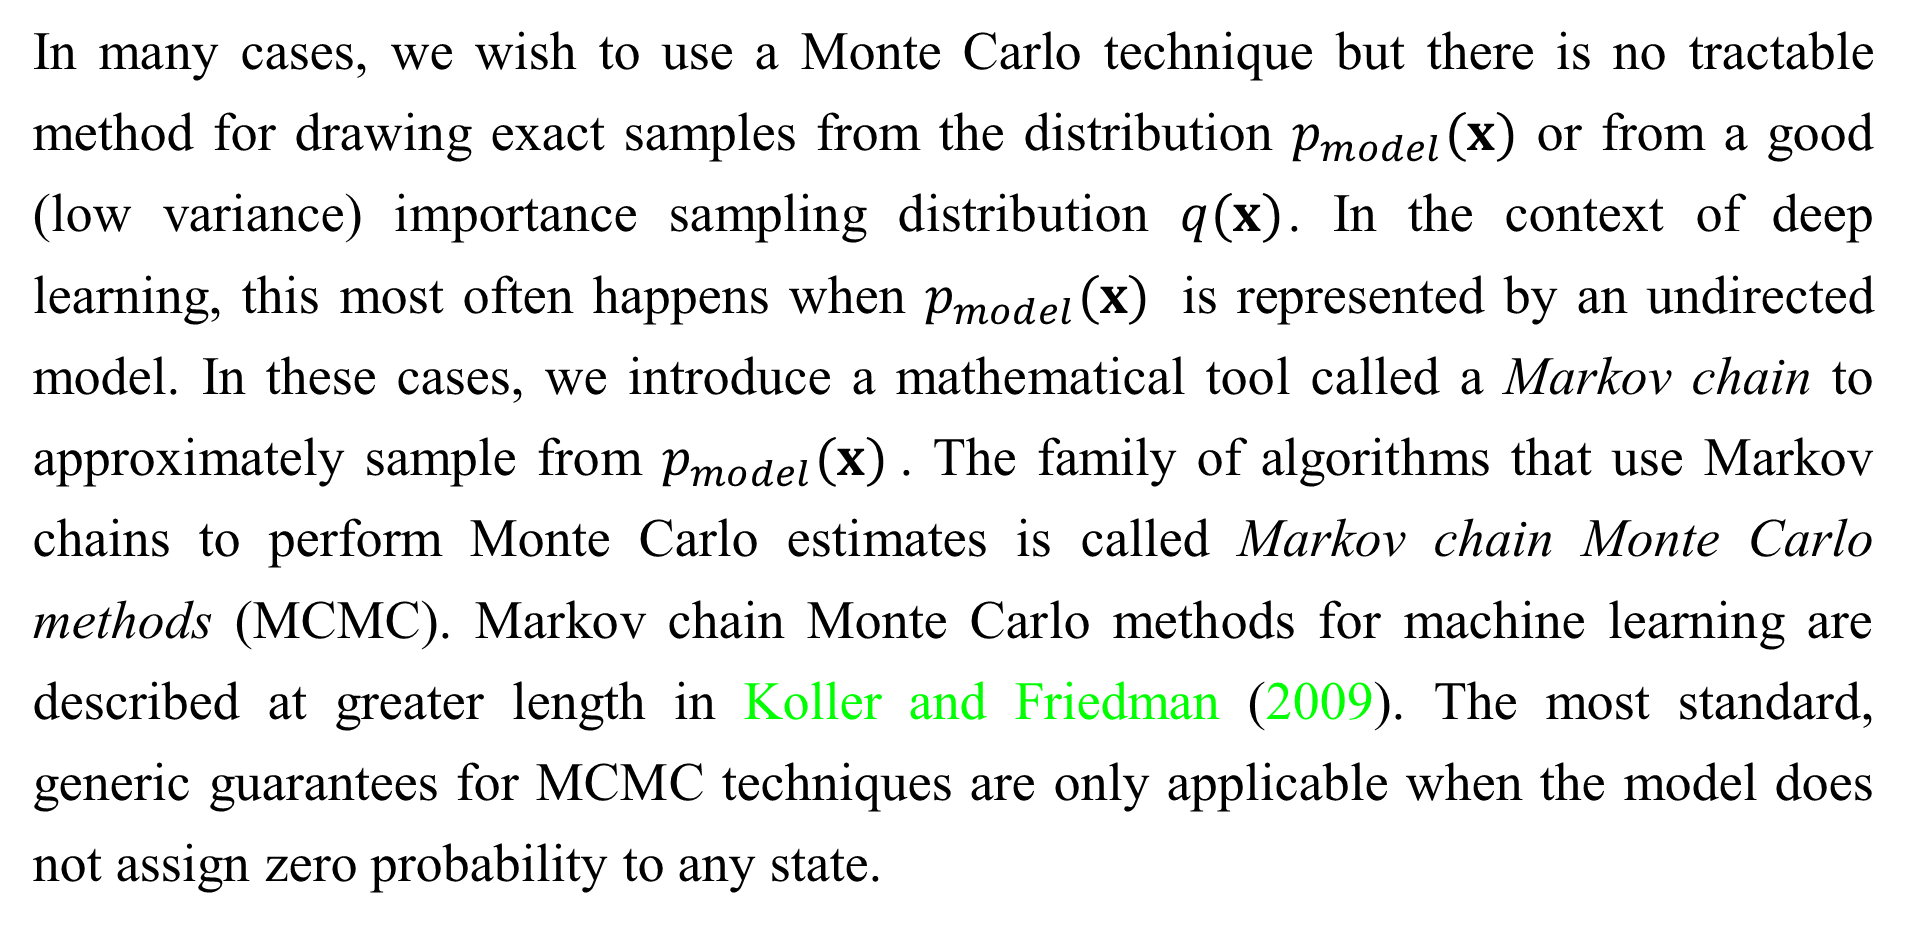 In many cases, we wish to use a Monte Carlo technique but there is no tractable
method for drawing exact samples from the distribution p_{model}(𝐱) or from a good
(low variance) importance sampling distribution q(𝐱). In the context of deep
learning, this most often happens when p_{model}(𝐱) is represented by an undirected
model. In these cases, we introduce a mathematical tool called a Markov chain to
approximately sample from p_{model}(𝐱) . The family of algorithms that use Markov
chains to perform Monte Carlo estimates is called Markov chain Monte Carlo
methods (MCMC). Markov chain Monte Carlo methods for machine learning are
described at greater length in Koller and Friedman (2009). The most standard,
generic guarantees for MCMC techniques are only applicable when the model does
not assign zero probability to any state.